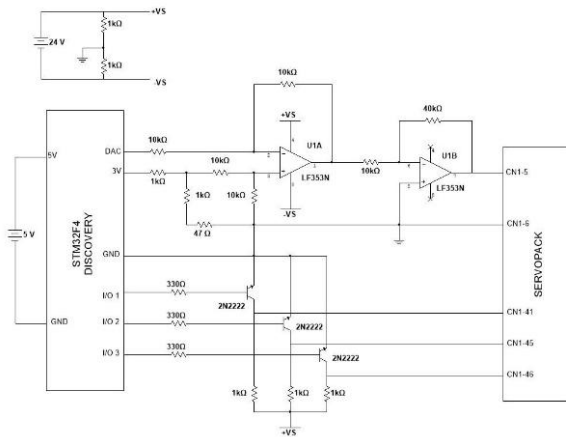 +VS
1kΩ
24 V
1kΩ
-VS
10kΩ
40kΩ
+VS
U1A
U1B
5V
DAC
10kΩ
LF353N
10kΩ
LF353N
CN1-5
3V
1kΩ
10kΩ
1kΩ
10kΩ
-VS
47 Ω
CN1-6
5 V
STM32F4
DISCOVERY
GND
SERVOPACK
330Ω
I/O 1
2N2222
CN1-41
330Ω
GND
I/O 2
2N2222
CN1-45
330Ω
I/O 3
2N2222
CN1-46
1kΩ
1kΩ
1kΩ
+VS